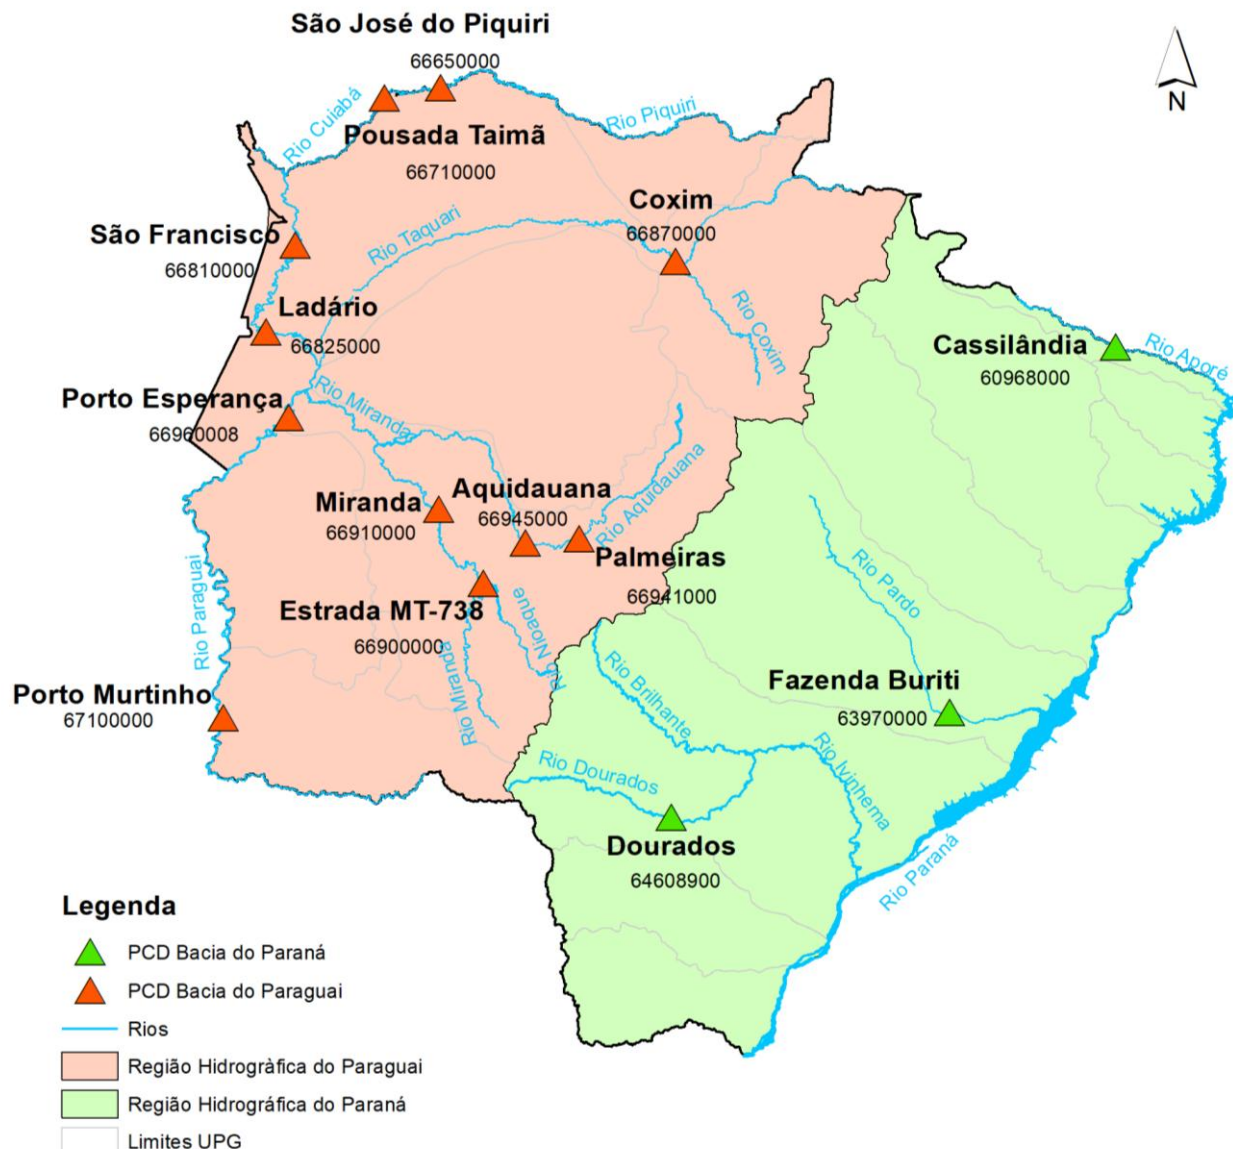 São José do Piquiri
66650000
N
Rio Cuiabá
Rio Piquiri
Pousada Taimã
66710000
Coxim
66870000
São Francisco
66810000
Rio Taquari
Ladário
66825000
Rio Coxim
Cassilândia
60968000
Rio Aporé
Porto Esperança
66960008
Rio Miranda
Aquidauana
66945000
Miranda
66910000
Rio Aquidauana
Palmeiras
66941000
Rio Pardo
Rio Paraguai
Estrada MT-738
66900000
Rio Nioaque
Rio Miranda
Rio Brilhante
Fazenda Buriti
63970000
Porto Murtinho
67100000
Rio Dourados
Rio Ivinhema
Dourados
64608900
Rio Paraná
Legenda
PCD Bacia do Paraná
PCD Bacia do Paraguai
Rios
Região Hidrogràfica do Paraguai
Região Hidrográfica do Paraná
Limites UPG